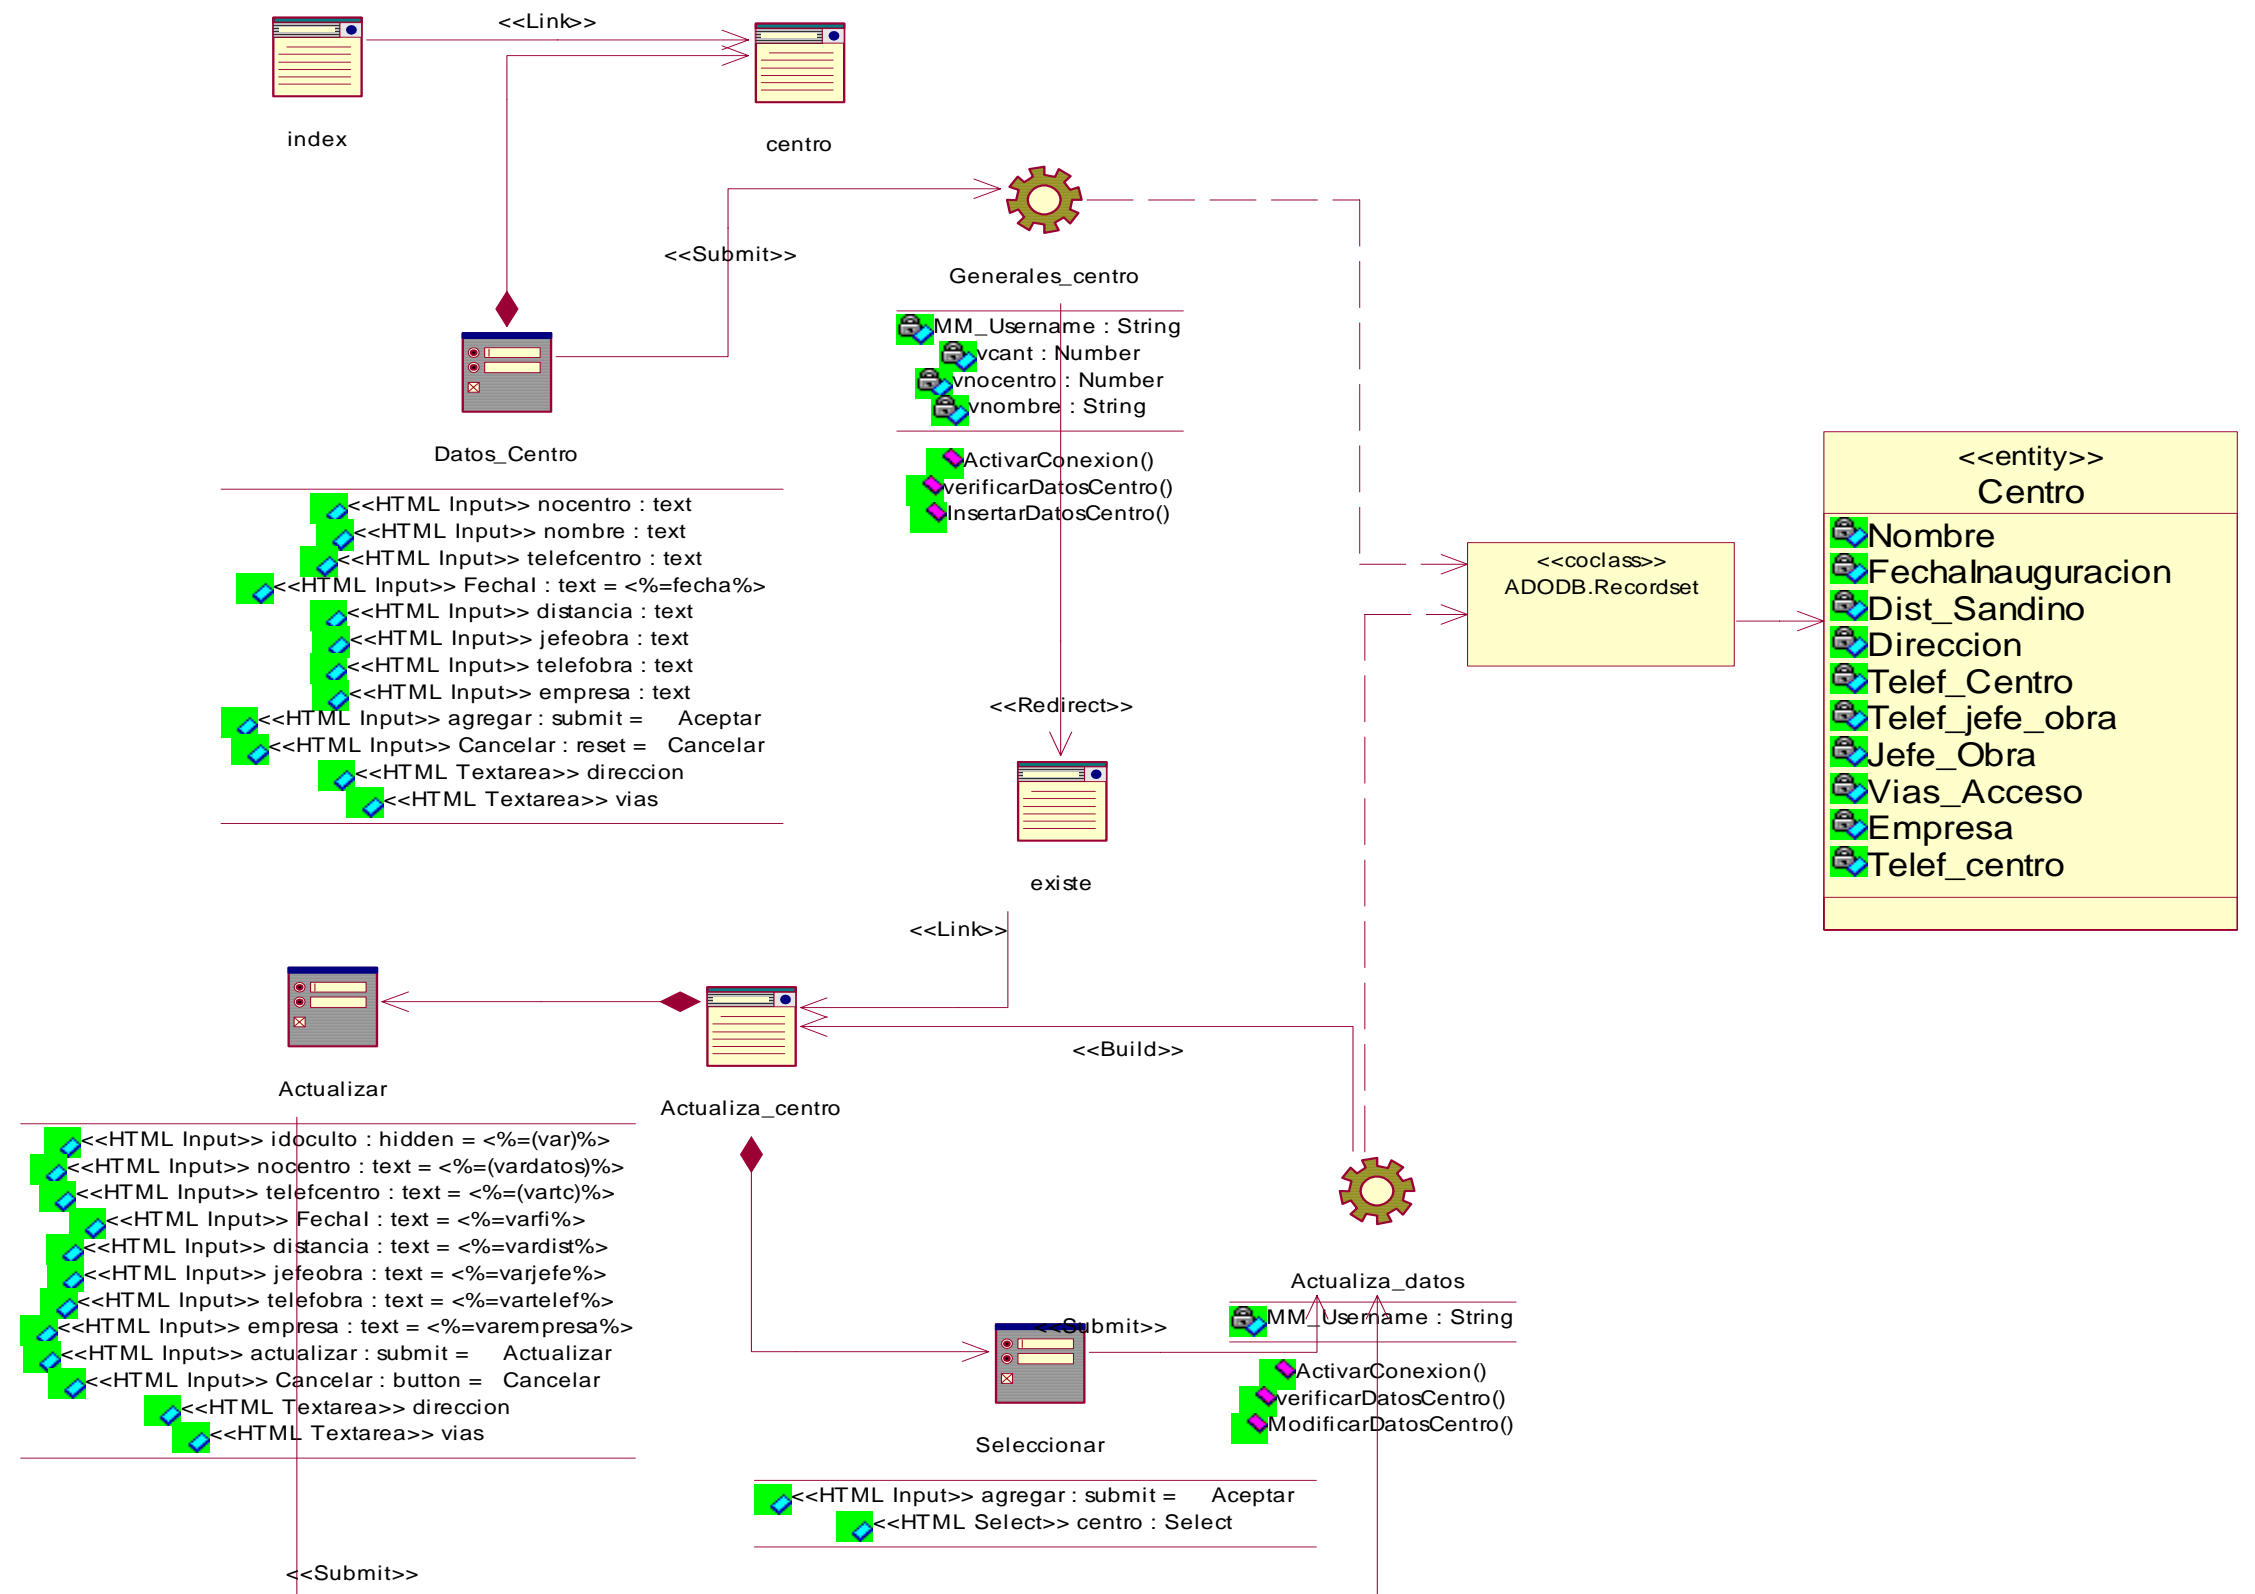 <<Link>>
index
centro
<<Submit>>
Generales_centro
MM_Username : String
vcant : Number
vnocentro : Number
vnombre : String
ActivarConexion()
verificarDatosCentro()
InsertarDatosCentro()
Datos_Centro
<<HTML Input>> nocentro : text
<<HTML Input>> nombre : text
<<HTML Input>> telefcentro : text
<<HTML Input>> FechaI : text = <%=fecha%>
<<HTML Input>> distancia : text
<<HTML Input>> jefeobra : text
<<HTML Input>> telefobra : text
<<HTML Input>> empresa : text
<<HTML Input>> agregar : submit = Aceptar
<<HTML Input>> Cancelar : reset = Cancelar
<<HTML Textarea>> direccion
<<HTML Textarea>> vias
<<coclass>>
ADODB.Recordset
<<entity>>
Centro
Nombre
FechaInauguracion
Dist_Sandino
Direccion
Telef_Centro
Telef_jefe_obra
Jefe_Obra
Vias_Acceso
Empresa
Telef_centro
<<Redirect>>
existe
<<Link>>
<<Build>>
Actualizar
Actualiza_centro
<<HTML Input>> idoculto : hidden = <%=(var)%>
<<HTML Input>> nocentro : text = <%=(vardatos)%>
<<HTML Input>> telefcentro : text = <%=(vartc)%>
<<HTML Input>> FechaI : text = <%=varfi%>
<<HTML Input>> distancia : text = <%=vardist%>
<<HTML Input>> jefeobra : text = <%=varjefe%>
<<HTML Input>> telefobra : text = <%=vartelef%>
<<HTML Input>> empresa : text = <%=varempresa%>
<<HTML Input>> actualizar : submit = Actualizar
<<HTML Input>> Cancelar : button = Cancelar
<<HTML Textarea>> direccion
<<HTML Textarea>> vias
<<Submit>>
Actualiza_datos
MM_Username : String
ActivarConexion()
verificarDatosCentro()
ModificarDatosCentro()
<<Submit>>
Seleccionar
<<HTML Input>> agregar : submit = Aceptar
<<HTML Select>> centro : Select